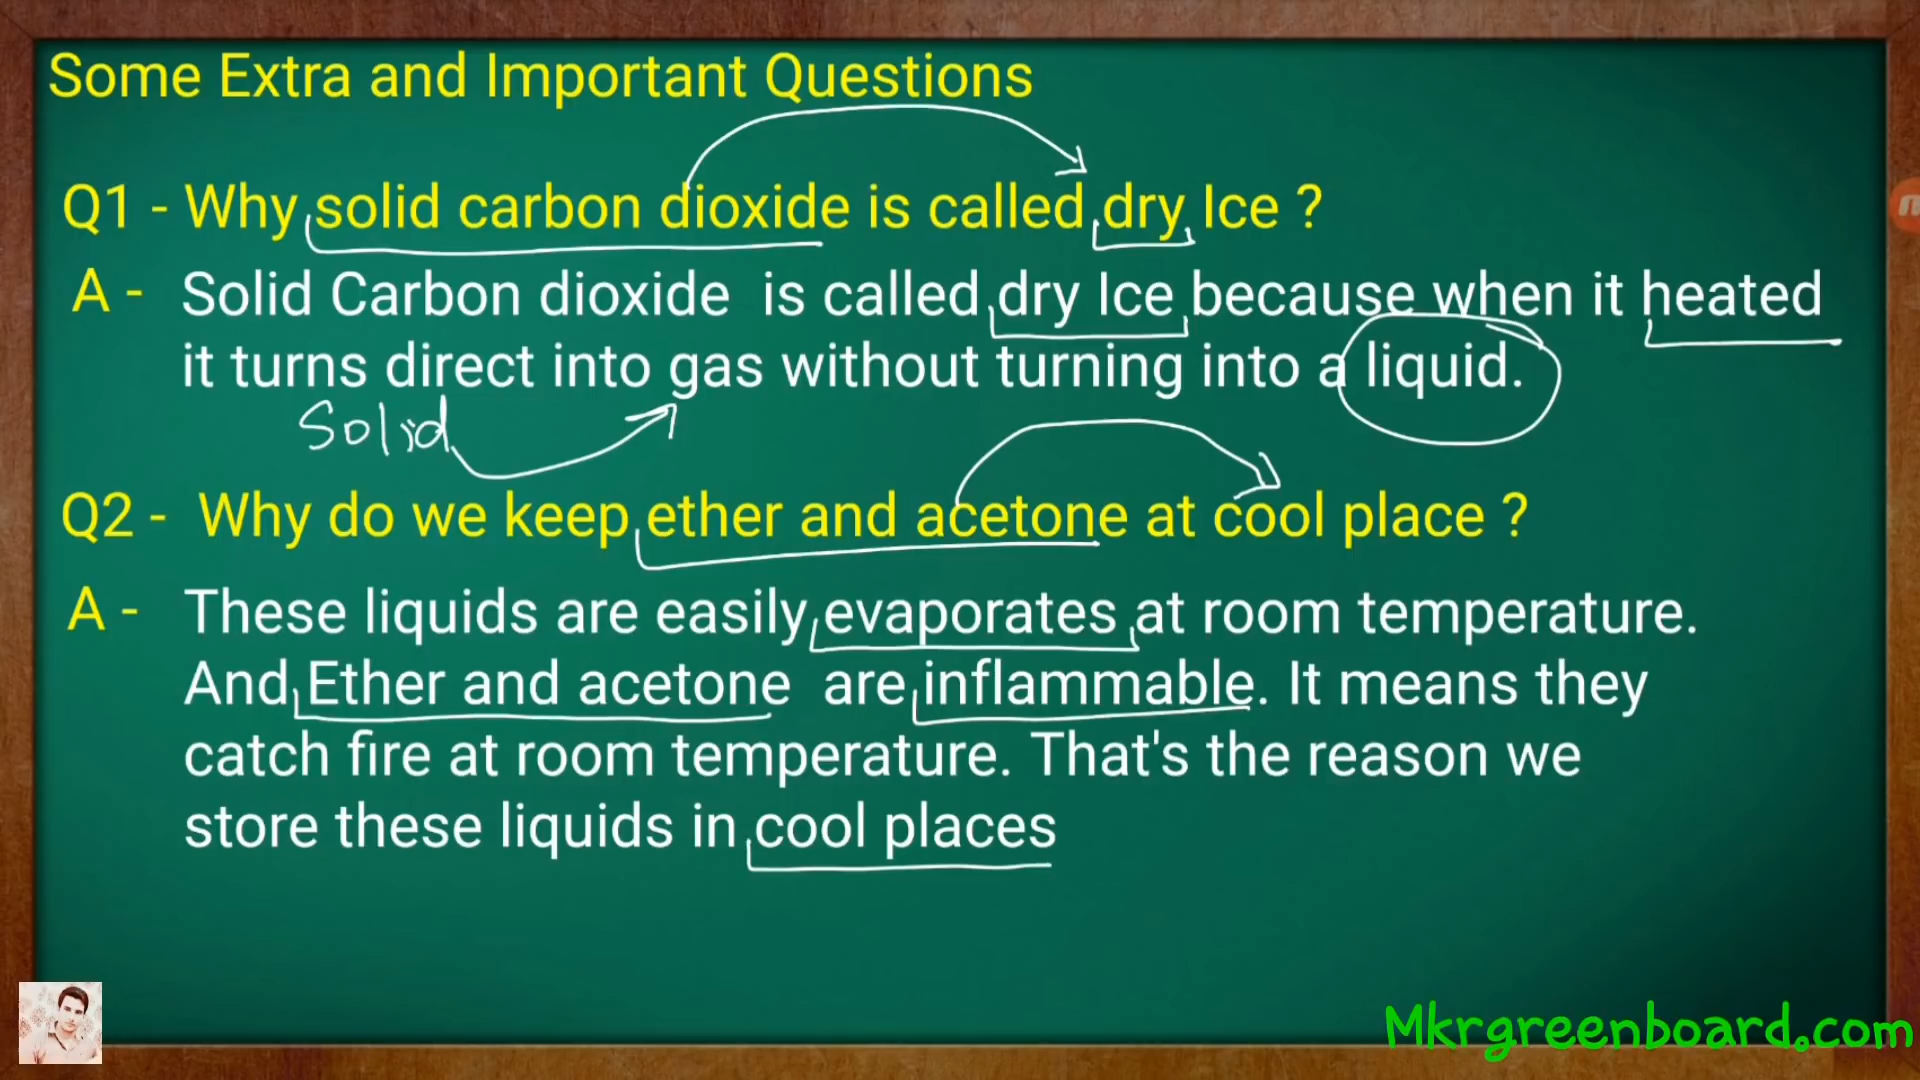 Some Extra and Important Questions
Q1 - Why solid carbon dioxide is called dry Ice ?
A - Solid Carbon dioxide is called dry Ice because when it heated
it turns direct into gas without turning into a liquid.
Solid
Q2 - Why do we keep ether and acetone at cool place ?
A - These liquids are easily evaporates at room temperature.
And Ether and acetone are inflammable. It means they
catch fire at room temperature. That's the reason we
store these liquids in cool places
Mkrgreenboard.com